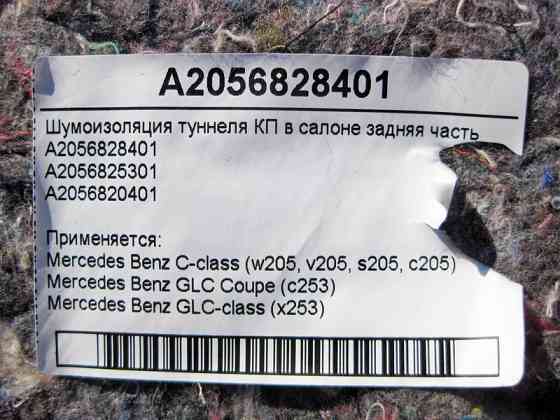 A2056828401
Шумоизоляция туннеля КП в салоне задняя часть
A2056828401
A2056825301
A2056820401
Применяется:
Mercedes Benz C-class (w205, v205, s205, c205)
Mercedes Benz GLC Coupe (c253)
Mercedes Benz GLC-class (x253)